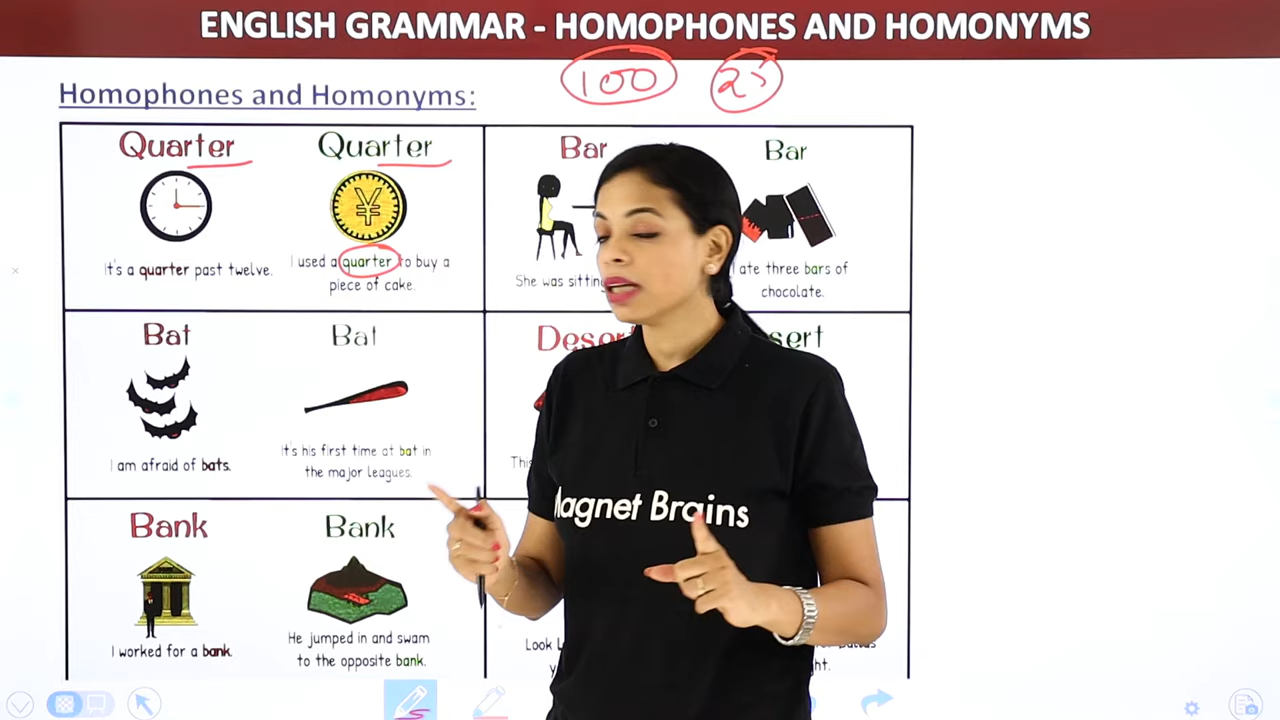 ENGLISH GRAMMAR - HOMOPHONES AND HOMONYMS
100 25
Homophones and Homonyms:
Quarter Quarter
It's a quarter past twelve.
I used a quarter to buy a
piece of cake.
Bar Bar
She was sitting
ate three bars of
chocolate.
Bat Bat
I am afraid of bats.
It's his first time at bat in
the major leagues.
Desert
Bank Bank
I worked for a bank.
He jumped in and swam
to the opposite bank.
Look
Magnet Brains